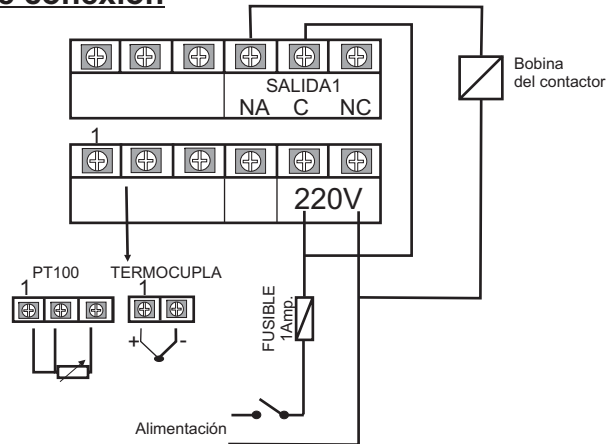 conexión
Bobina
del contactor
SALIDA1
NA C NC
1
220V
PT100 TERMOCUPLA
1 1
+ -
FUSIBLE
1Amp.
Alimentación